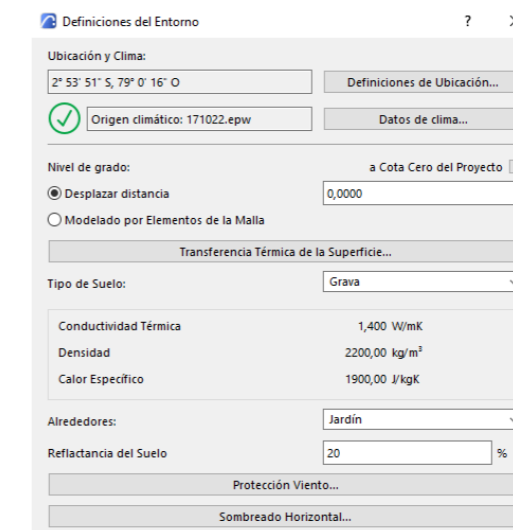 Definiciones del Entorno ?
Ubicación y Clima:
2° 53' 51" S, 79° 0' 16" O Definiciones de Ubicación...
Origen climático: 171022.epw Datos de clima...
Nivel de grado: a Cota Cero del Proyecto
Desplazar distancia 0,0000
Modelado por Elementos de la Malla
Transferencia Térmica de la Superficie...
Tipo de Suelo: Grava
Conductividad Térmica 1,400 W/mK
Densidad 2200,00 kg/m³
Calor Específico 1900,00 J/kgK
Alrededores: Jardín
Reflactancia del Suelo 20 %
Protección Viento...
Sombreado Horizontal...